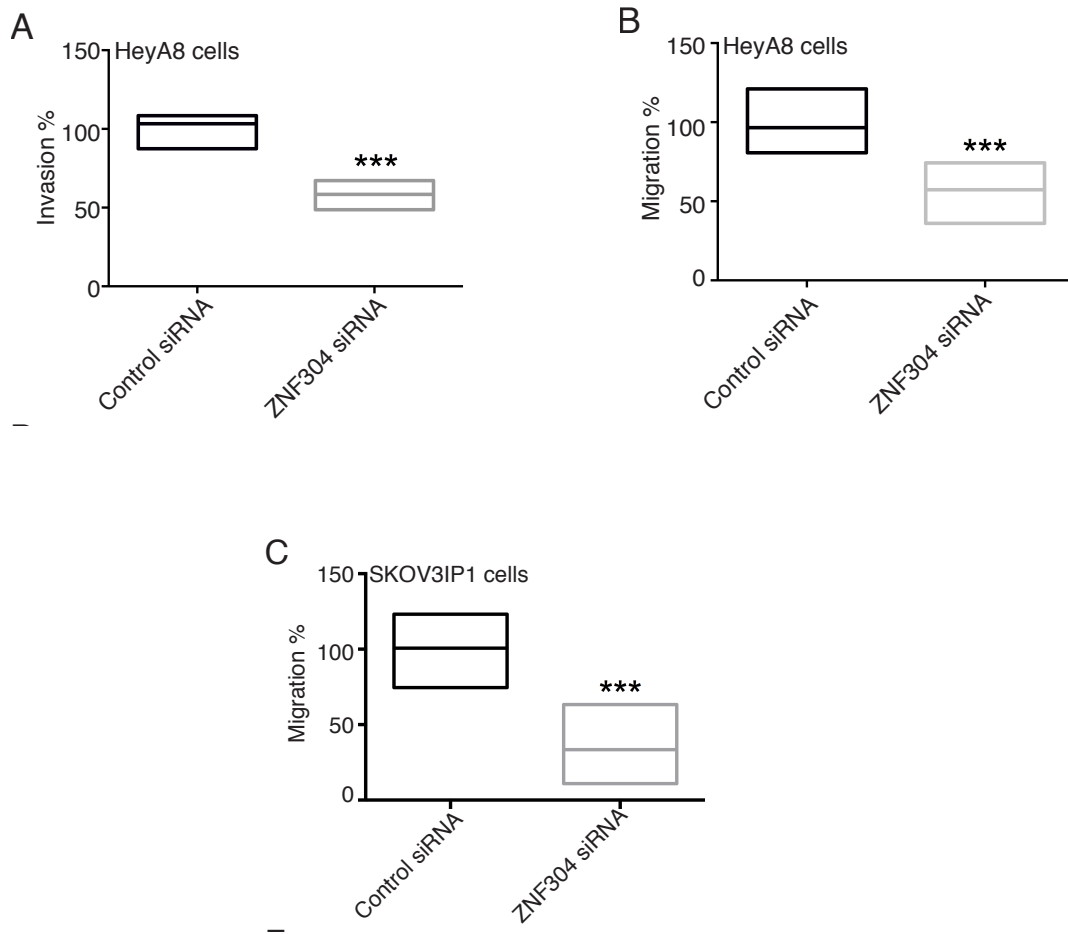 A
HeyA8 cells
Invasion %
150
100
50
0
***
Control siRNA
ZNF304 siRNA
B
HeyA8 cells
Migration %
150
100
50
0
***
Control siRNA
ZNF304 siRNA
C
SKOV3IP1 cells
Migration %
150
100
50
0
***
Control siRNA
ZNF304 siRNA